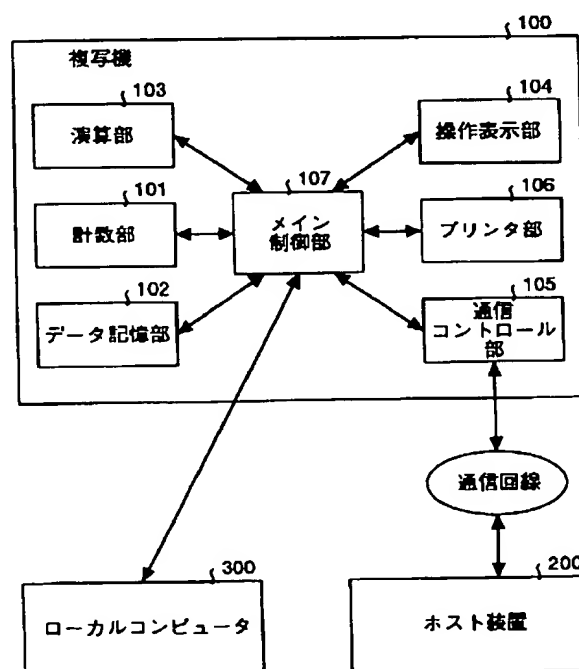 100
複写機
103
演算部
104
操作表示部
107
メイン
制御部
101
計数部
106
プリンタ部
102
データ記憶部
105
通信
コントロール
部
通信回線
300
ローカルコンピュータ
200
ホスト装置